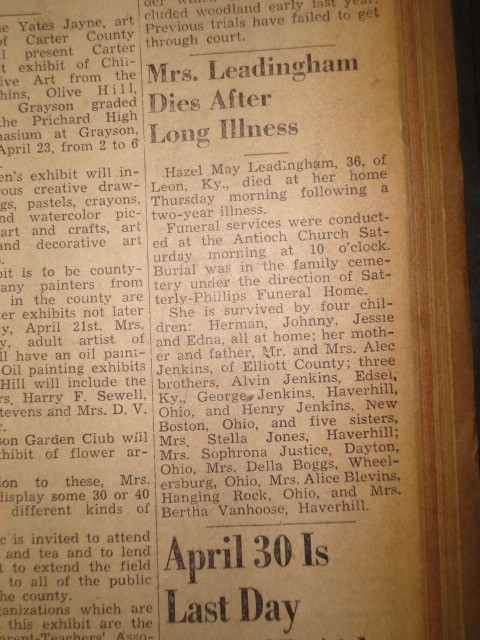 e Yates Jayne, art
of Carter County
l present Carter
t exhibit of Chil-
ive Art from the
hins, Olive Hill,
Grayson graded
the Prichard High
nasium at Grayson,
April 23, from 2 to 6
en's exhibit will in-
rous creative draw-
gs, pastels, crayons,
nd watercolor pic-
art and crafts, art
and decorative art
bit is to be county-
any painters from
in the county are
ter exhibits not later
y, April 21st. Mrs.
y, adult artist of
ll have an oil paint-
Oil painting exhibits
Hill will include the
rs. Harry F. Sewell,
tevens and Mrs. D. V.
r.
son Garden Club will
hibit of flower ar-
ion to these, Mrs.
display some 30 or 40
different kinds of
c is invited to attend
and tea and to lend
t to extend the field
to all of the public
he county.
ganizations which are
this exhibit are the
arent-Teachers' Asso-
cluded woodland early last year.
Previous trials have failed to get
through court.
Mrs. Leadingham
Dies After
Long Illness
Hazel May Leadingham, 36, of
Leon, Ky., died at her home
Thursday morning following a
two-year illness.
Funeral services were conduct-
ed at the Antioch Church Sat-
urday morning at 10 o'clock.
Burial was in the family ceme-
tery under the direction of Sat-
terly-Phillips Funeral Home.
She is survived by four chil-
dren: Herman, Johnny, Jessie
and Edna, all at home; her moth-
er and father, Mr. and Mrs. Alec
Jenkins, of Elliott County; three
brothers, Alvin Jenkins, Edsel,
Ky., George Jenkins, Haverhill,
Ohio, and Henry Jenkins, New
Boston, Ohio, and five sisters,
Mrs. Stella Jones, Haverhill;
Mrs. Sophrona Justice, Dayton,
Ohio, Mrs. Della Boggs, Wheel-
ersburg, Ohio, Mrs. Alice Blevins,
Hanging Rock, Ohio, and Mrs.
Bertha Vanhoose, Haverhill.
April 30 Is
Last Day